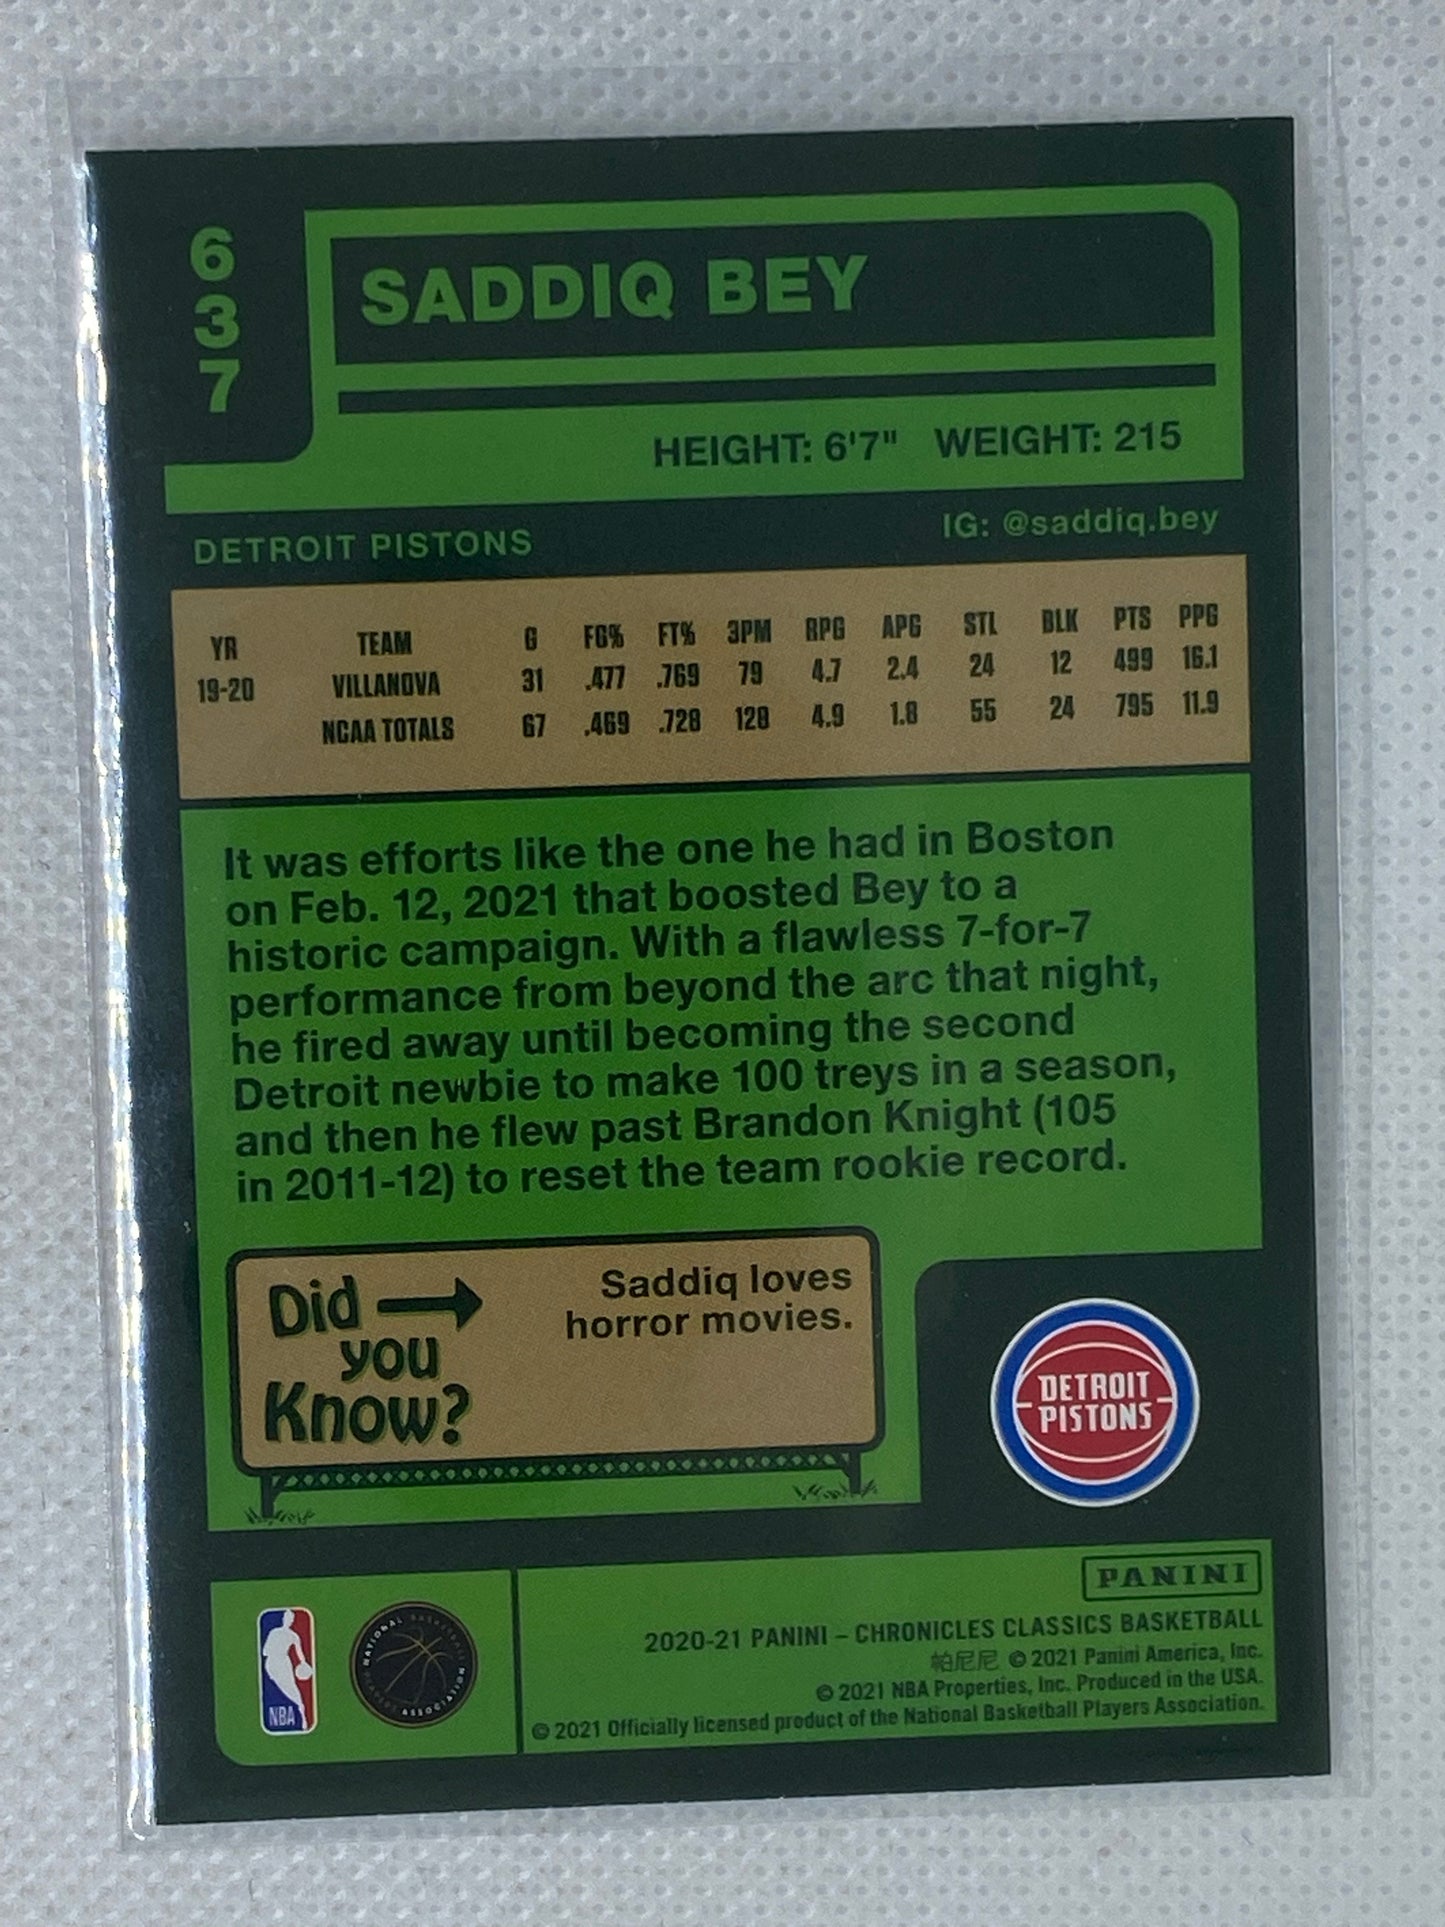 637
SADDIQ BEY
HEIGHT: 6'7" WEIGHT: 215
DETROIT PISTONS
IG: @saddiq.bey
YR TEAM G FG% FT% 3PM RPG APG STL BLK PTS PPG
19-20 VILLANOVA 31 .477 .769 79 4.7 2.4 24 12 499 16.1
NCAA TOTALS 67 .469 .728 128 4.9 1.8 55 24 795 11.9
It was efforts like the one he had in Boston
on Feb. 12, 2021 that boosted Bey to a
historic campaign. With a flawless 7-for-7
performance from beyond the arc that night,
he fired away until becoming the second
Detroit newbie to make 100 treys in a season,
and then he flew past Brandon Knight (105
in 2011-12) to reset the team rookie record.
Did
you
Know?
Saddiq loves
horror movies.
DETROIT
PISTONS
NBA
NATIONAL BASKETBALL
ASSOCIATION
PANINI
2020-21 PANINI – CHRONICLES CLASSICS BASKETBALL
帕尼尼 © 2021 Panini America, Inc.
© 2021 NBA Properties, Inc. Produced in the USA.
© 2021 Officially licensed product of the National Basketball Players Association.